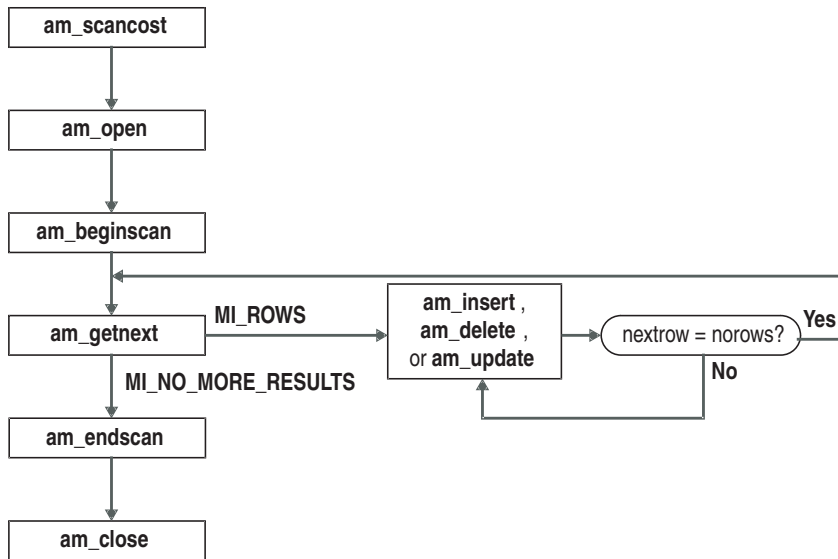 am_scancost
am_open
am_beginscan
am_getnext
MI_ROWS
am_insert ,
am_delete ,
or am_update
nextrow = norows?
Yes
No
MI_NO_MORE_RESULTS
am_endscan
am_close